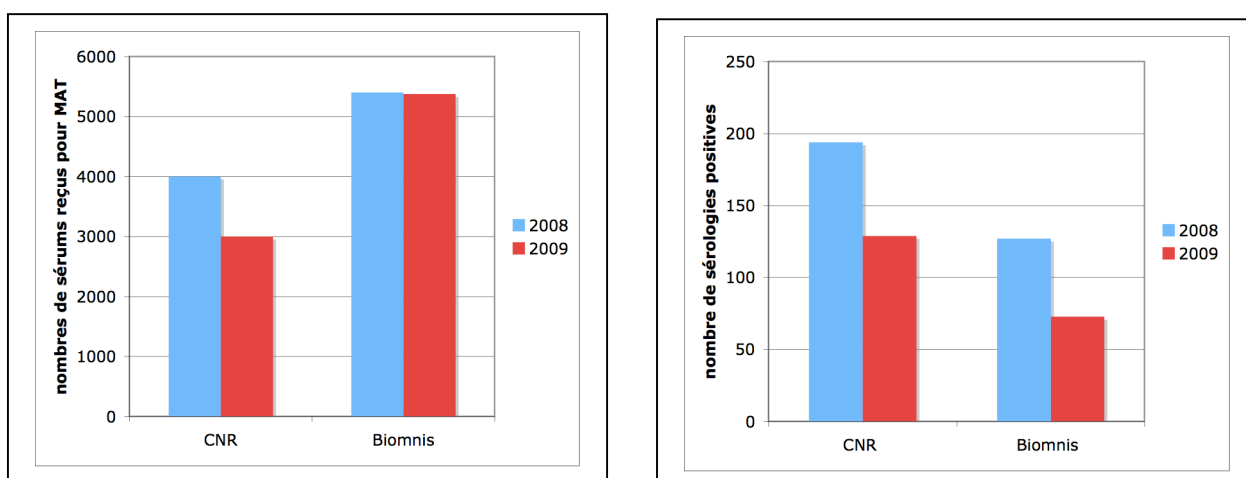 nombres de sérums reçus pour MAT
6000
5000
4000
3000
2000
1000
0
CNR
Biomnis
2008
2009
nombre de sérologies positives
250
200
150
100
50
0
CNR
Biomnis
2008
2009